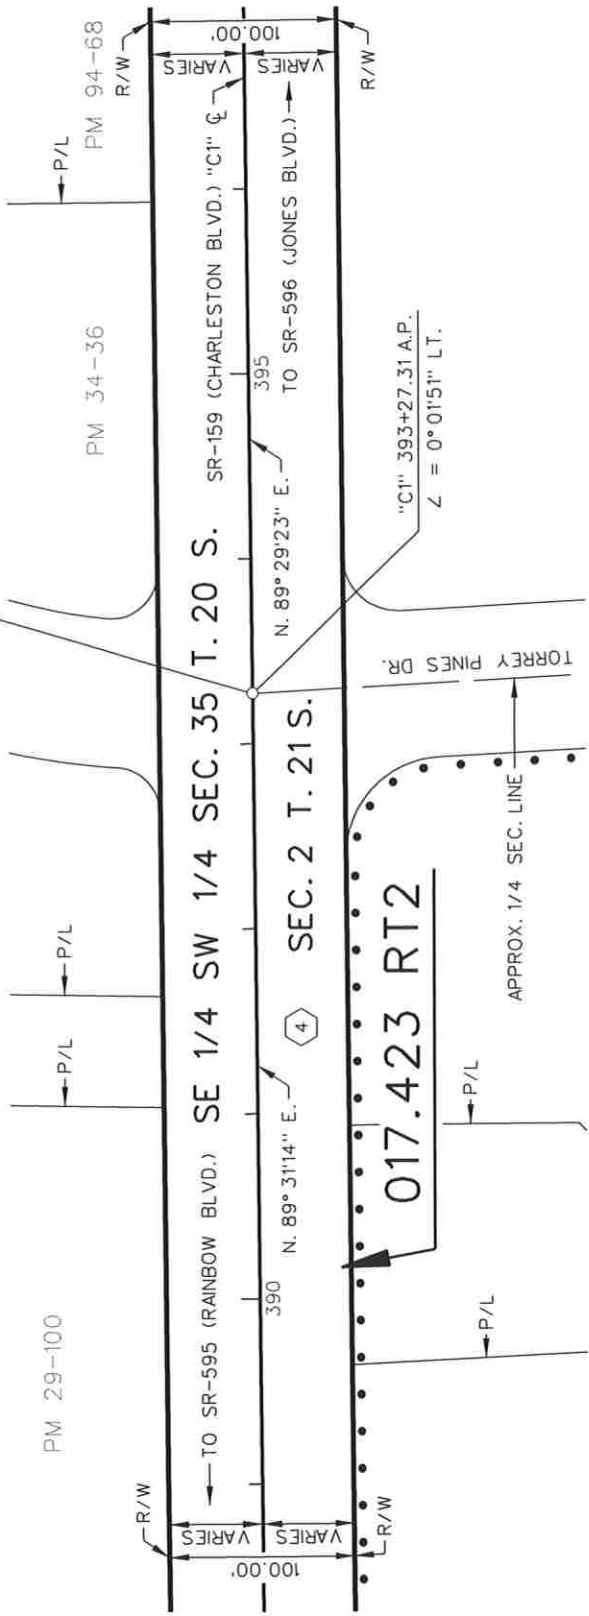 PM 29-100
PM 34-36
PM 94-68
P/L
P/L
P/L
R/W
R/W
VARIES
VARIES
100.00'
TO SR-595 (RAINBOW BLVD.)
SE 1/4 SW 1/4 SEC. 35 T. 20 S.
SR-159 (CHARLESTON BLVD.) "C1" ℄
VARIES
VARIES
100.00'
390
395
N. 89° 31'14" E.
4
SEC. 2 T. 21 S.
N. 89° 29'23" E.
TO SR-596 (JONES BLVD.)
R/W
R/W
017.423 RT2
"C1" 393+27.31 A.P.
∠ = 0°01'51" LT.
TORREY PINES DR.
APPROX. 1/4 SEC. LINE
P/L
P/L